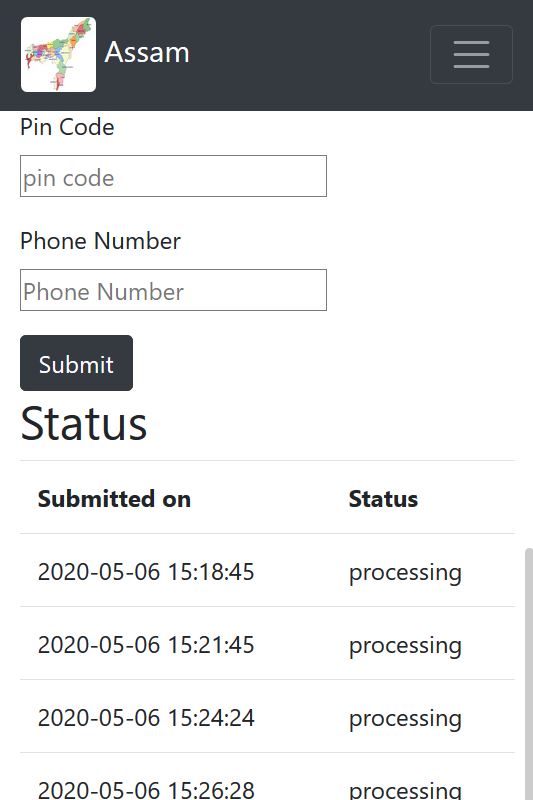 Assam
Pin Code
pin code
Phone Number
Phone Number
Submit
Status
Submitted on Status
2020-05-06 15:18:45 processing
2020-05-06 15:21:45 processing
2020-05-06 15:24:24 processing
2020-05-06 15:26:28 processing